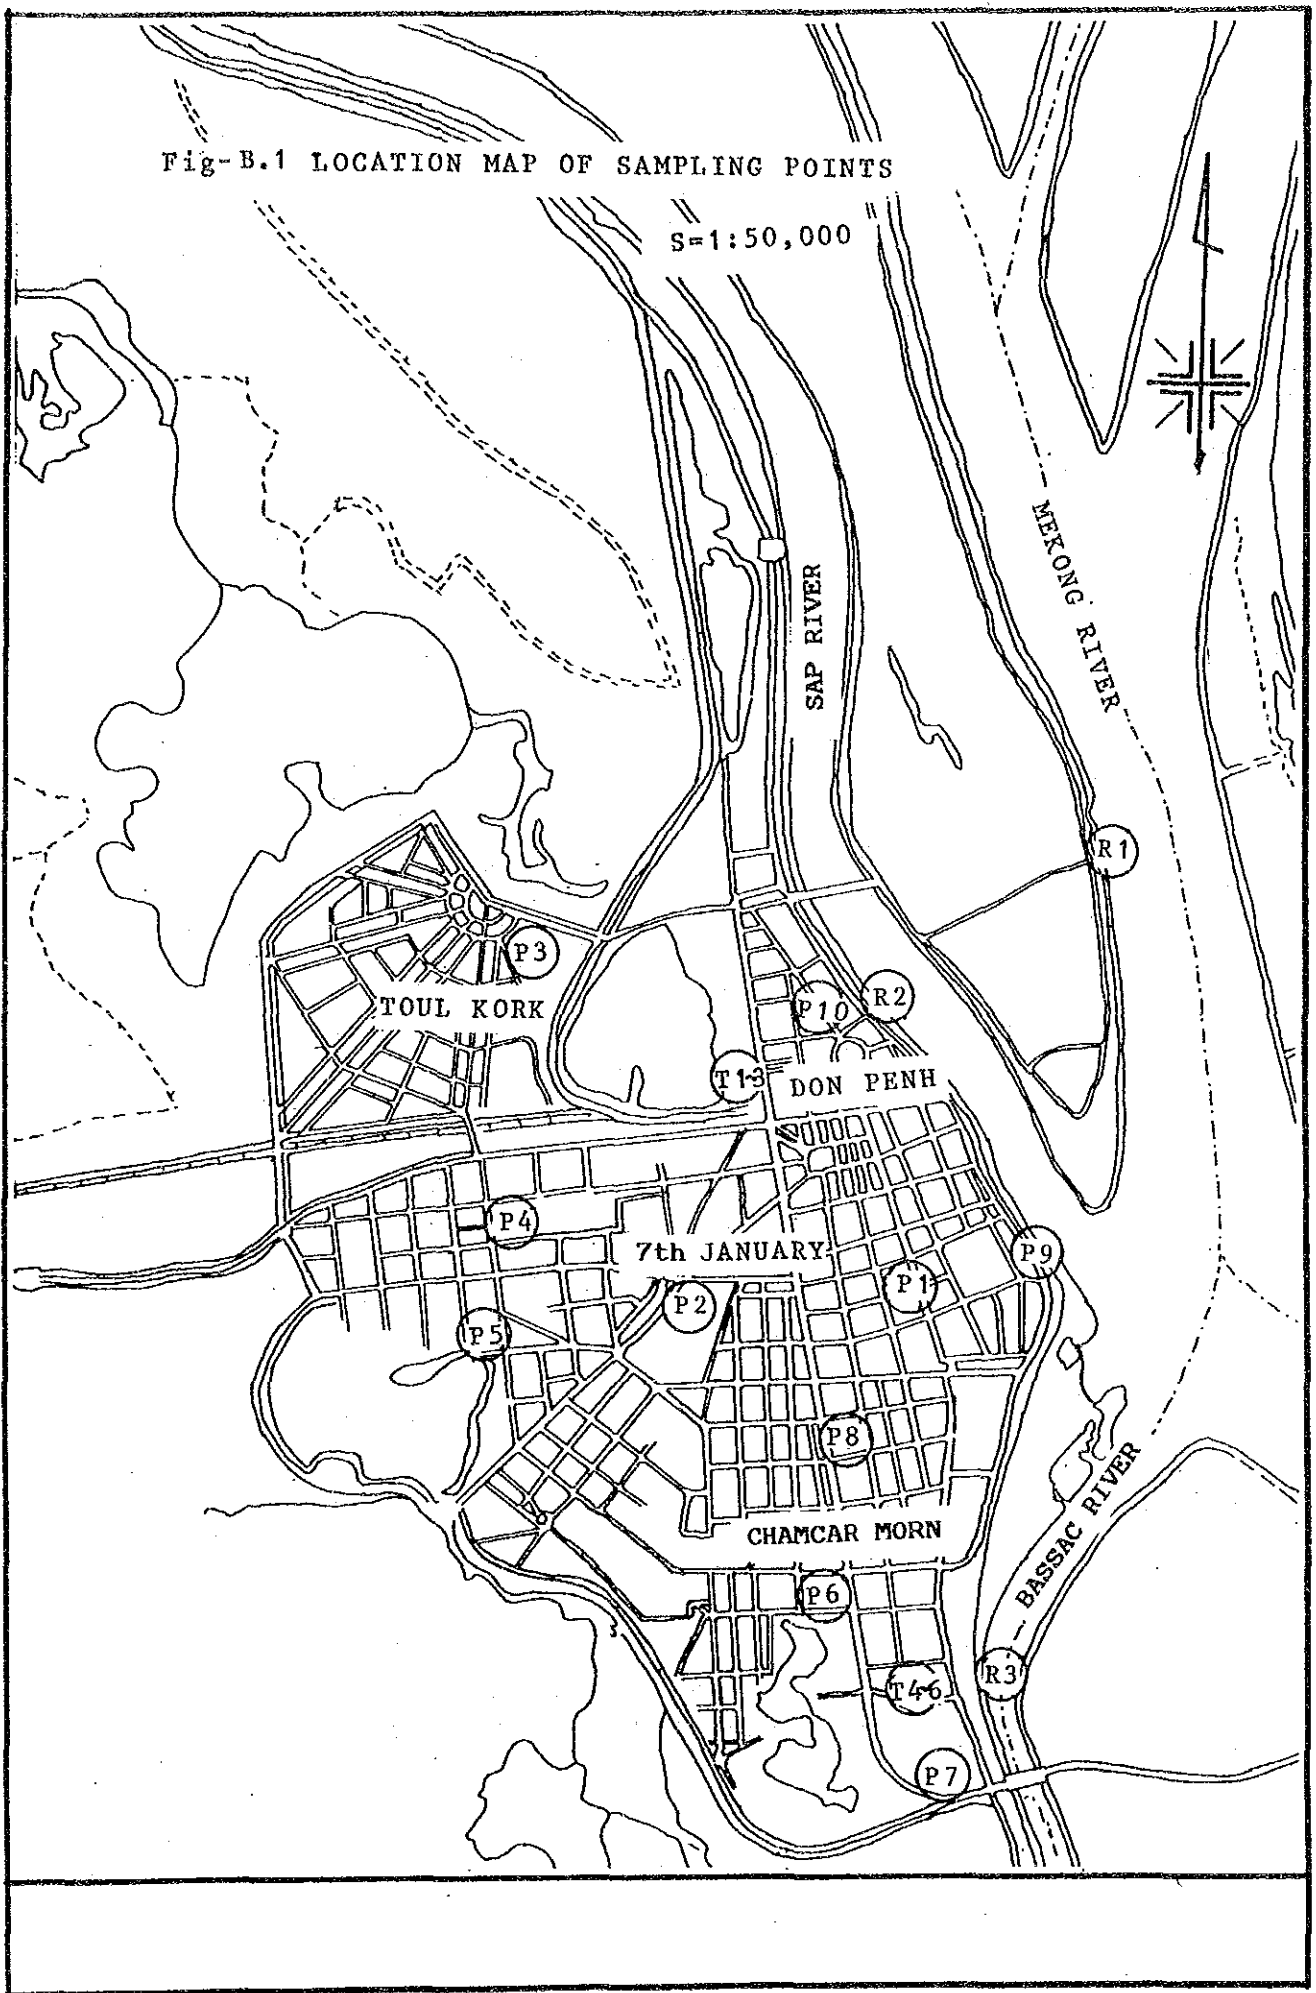 Fig-B.1 LOCATION MAP OF SAMPLING POINTS
S=1:50,000
MEKONG RIVER
SAP RIVER
R1
P3
TOUL KORK
P10
R2
T1~3
DON PENH
P4
7th JANUARY
P9
P1
P2
P5
P8
CHAMCAR MORN
BASSAC RIVER
P6
R3
T4~6
P7